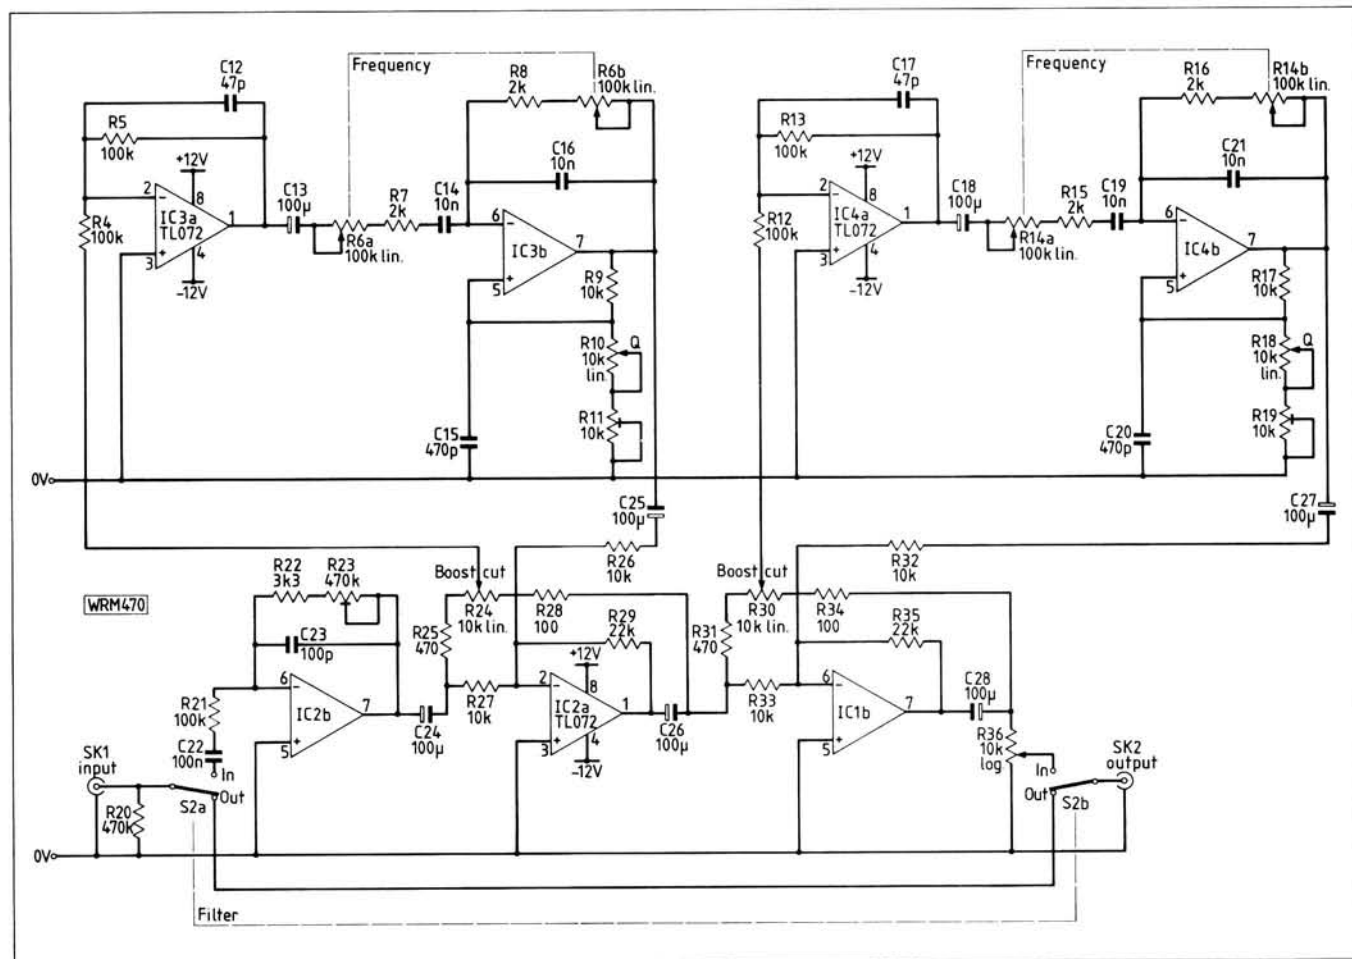 Frequency
C12
47p
R8
2k
R6b
100k lin.
R5
100k
C16
10n
+12V
C13
100µ
R7
2k
C14
10n
2
8
IC3a
TL072
1
R4
100k
3
4
-12V
R6a
100k lin.
6
7
IC3b
5
R9
10k
R10
10k
lin.
Q
R11
10k
C15
470p
0V
Frequency
C17
47p
R16
2k
R14b
100k lin.
R13
100k
C21
10n
+12V
C18
100µ
R15
2k
C19
10n
2
8
IC4a
TL072
1
R12
100k
3
4
-12V
R14a
100k lin.
6
7
IC4b
5
R17
10k
R18
10k
lin.
Q
R19
10k
C20
470p
C25
100µ
R26
10k
C27
100µ
R32
10k
WRM470
R22
3k3
R23
470k
C23
100p
Boost cut
R24
10k lin.
R28
100
R25
470
R29
22k
+12V
R21
100k
6
7
IC2b
5
C22
100n
C24
100µ
R27
10k
2
8
IC2a
TL072
1
3
4
-12V
C26
100µ
Boost cut
R30
10k lin.
R34
100
R31
470
R35
22k
R33
10k
6
7
IC1b
5
C28
100µ
R36
10k
log.
SK1
input
In
Out
S2a
R20
470k
In
Out
S2b
SK2
output
0V
Filter